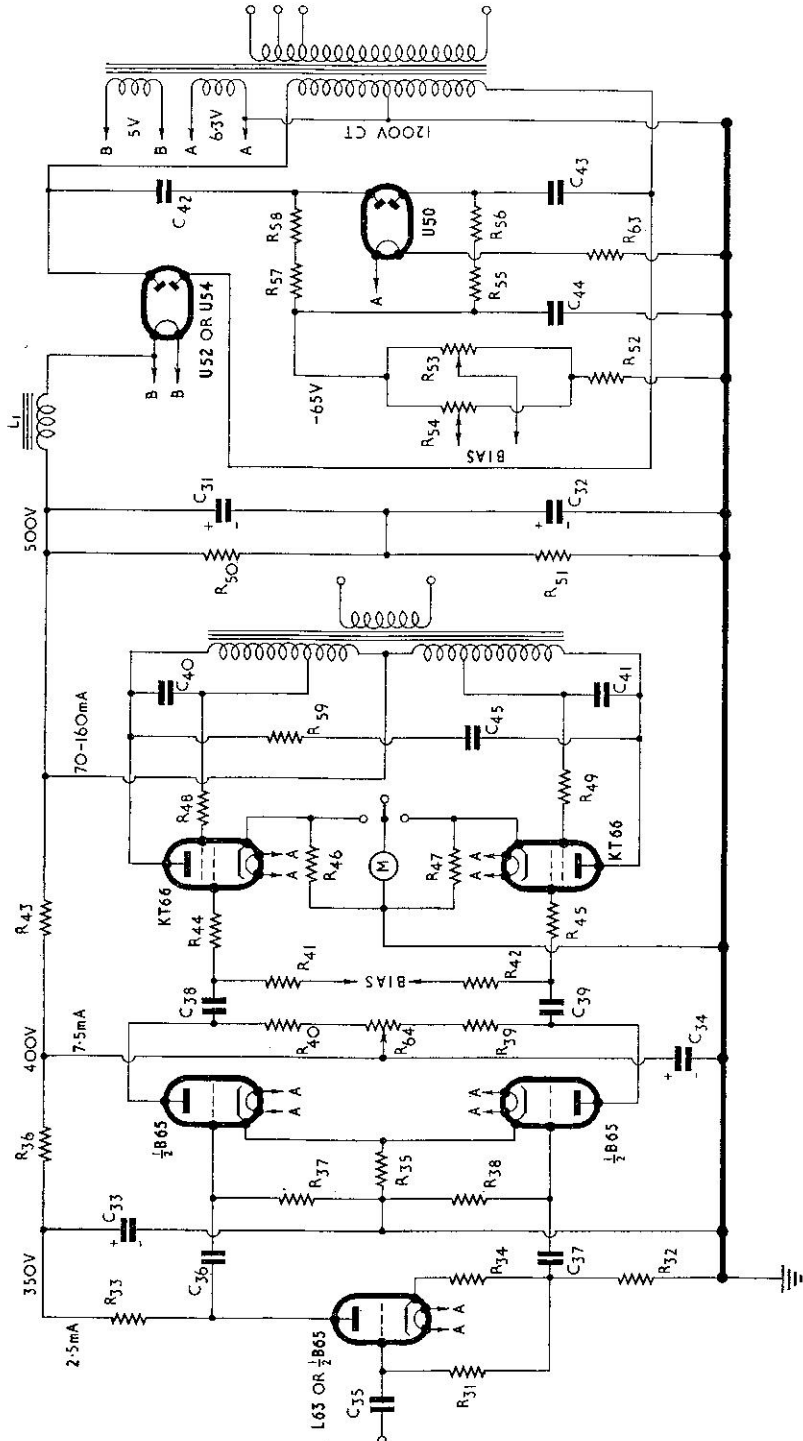 350V
400V
500V
2·5mA
7·5mA
70-160mA
R33
C33
R36
R43
L1
L63 OR ½B65
C35
R31
R34
R32
C36
C37
R37
R38
R35
½B65
½B65
A A
A A
A A
C34
R40
R64
R39
C38
C39
R41
R42
BIAS
R44
R45
KT66
KT66
A A
A A
R46
R47
M
R48
R49
R59
C45
C40
C41
R50
R51
C31
C32
+ -
+ -
+ -
+ -
U52 OR U54
B B
-65V
R54
R53
BIAS
R52
R57
R58
R55
R56
C42
C43
C44
U50
A
R63
B 5V B
A 6·3V A
1200V CT